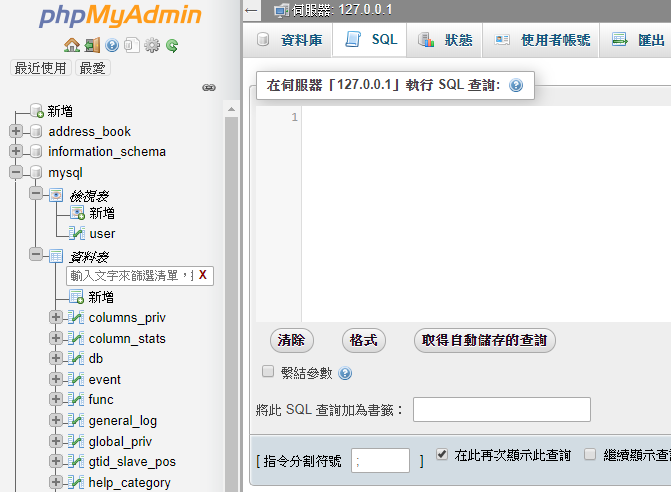 phpMyAdmin
最近使用 最愛
新增
address_book
information_schema
mysql
檢視表
新增
user
資料表
輸入文字來篩選清單,
X
新增
columns_priv
column_stats
db
event
func
general_log
global_priv
gtid_slave_pos
help_category
伺服器: 127.0.0.1
資料庫 SQL 狀態 使用者帳號 匯出
在伺服器「127.0.0.1」執行 SQL 查詢:
1
清除 格式 取得自動儲存的查詢
繫結參數
將此 SQL 查詢加為書籤:
[ 指令分割符號 ; ] 在此再次顯示此查詢 繼續顯示查